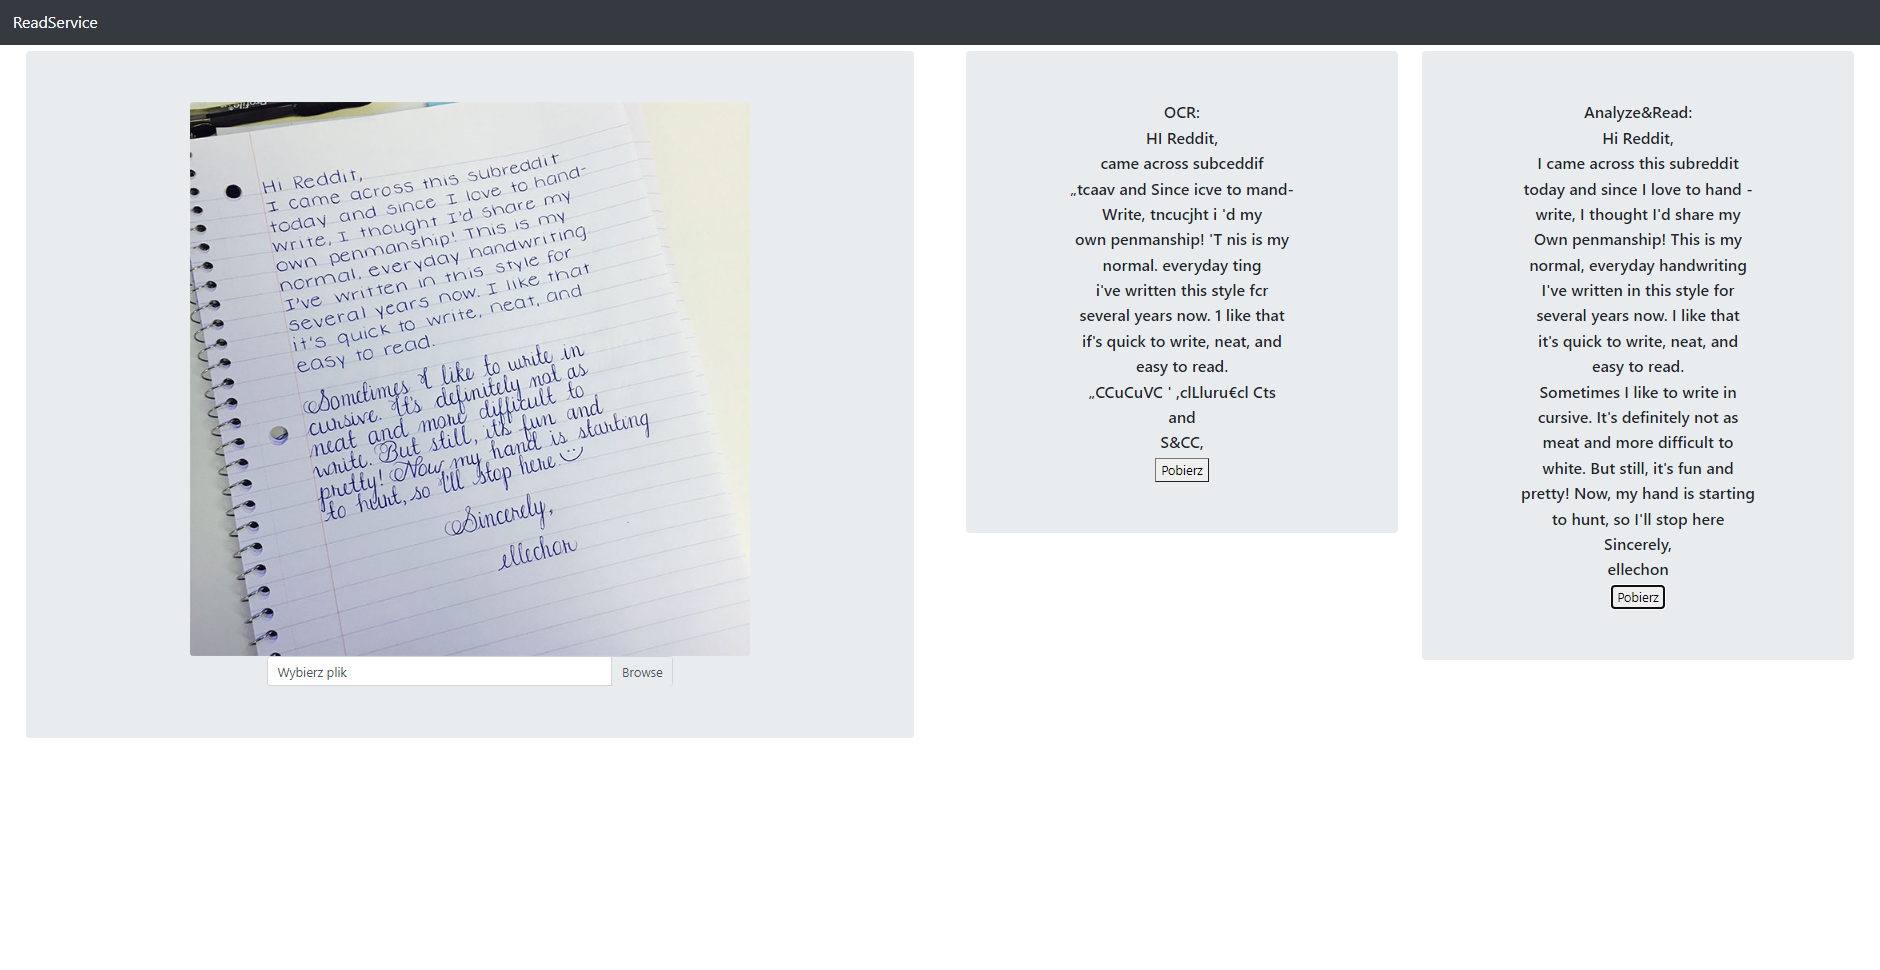 ReadService
Hi Reddit,
I came across this subreddit
today and since I love to hand-
write, I thought I'd share my
own penmanship! This is my
normal, everyday handwriting
I've written in this style for
several years now. I like that
it's quick to write, neat, and
easy to read.
Sometimes I like to write in
cursive. It's definitely not as
neat and more difficult to
write. But still, it's fun and
pretty! Now my hand is starting
to hurt, so I'll stop here
Sincerely,
ellechon
Wybierz plik
Browse
OCR:
HI Reddit,
came across subceddif
„tcaav and Since icve to mand-
Write, tncucjht i 'd my
own penmanship! 'T nis is my
normal. everyday ting
i've written this style fcr
several years now. 1 like that
if's quick to write, neat, and
easy to read.
„CCuCuVC ' ,clLluru€cl Cts
and
S&CC,
Pobierz
Analyze&Read:
Hi Reddit,
I came across this subreddit
today and since I love to hand -
write, I thought I'd share my
Own penmanship! This is my
normal, everyday handwriting
I've written in this style for
several years now. I like that
it's quick to write, neat, and
easy to read.
Sometimes I like to write in
cursive. It's definitely not as
meat and more difficult to
white. But still, it's fun and
pretty! Now, my hand is starting
to hunt, so I'll stop here
Sincerely,
ellechon
Pobierz